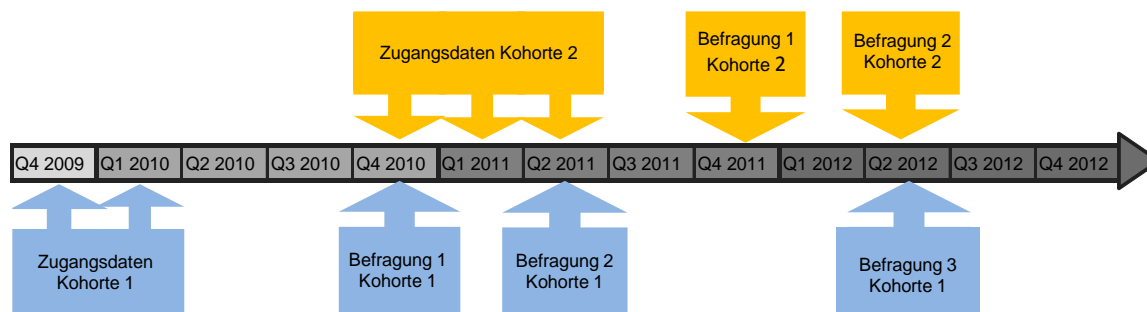 Zugangsdaten Kohorte 2
Befragung 1
Kohorte 2
Befragung 2
Kohorte 2
Q4 2009 Q1 2010 Q2 2010 Q3 2010 Q4 2010 Q1 2011 Q2 2011 Q3 2011 Q4 2011 Q1 2012 Q2 2012 Q3 2012 Q4 2012
Zugangsdaten
Kohorte 1
Befragung 1
Kohorte 1
Befragung 2
Kohorte 1
Befragung 3
Kohorte 1